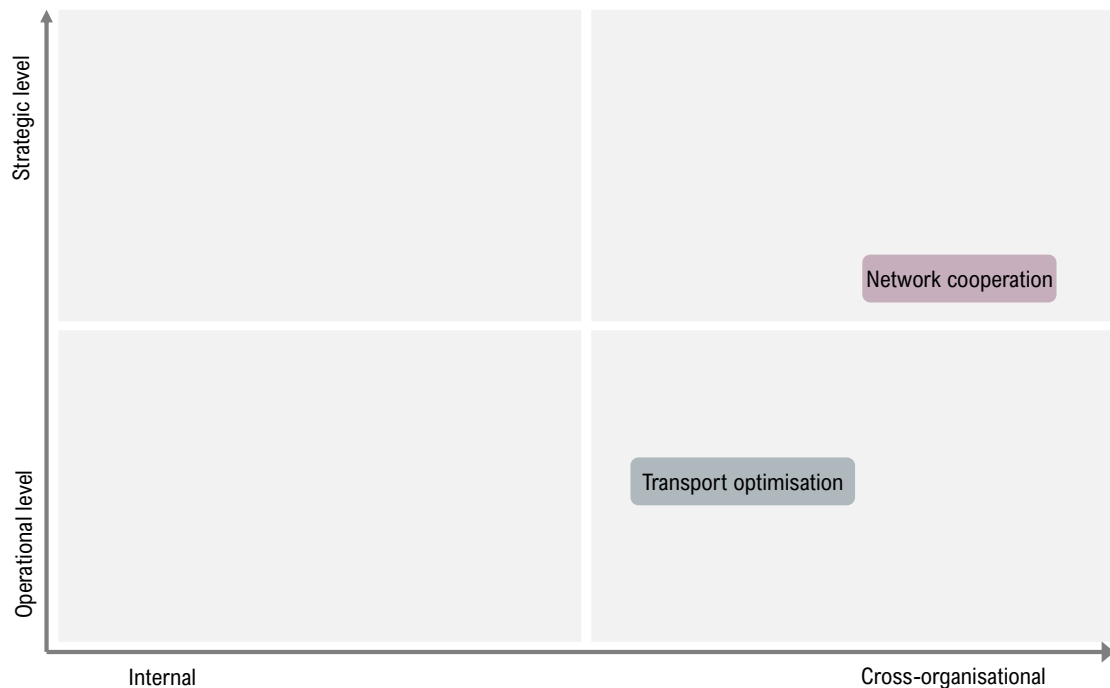 Strategic level
Network cooperation
Transport optimisation
Operational level
Internal
Cross-organisational